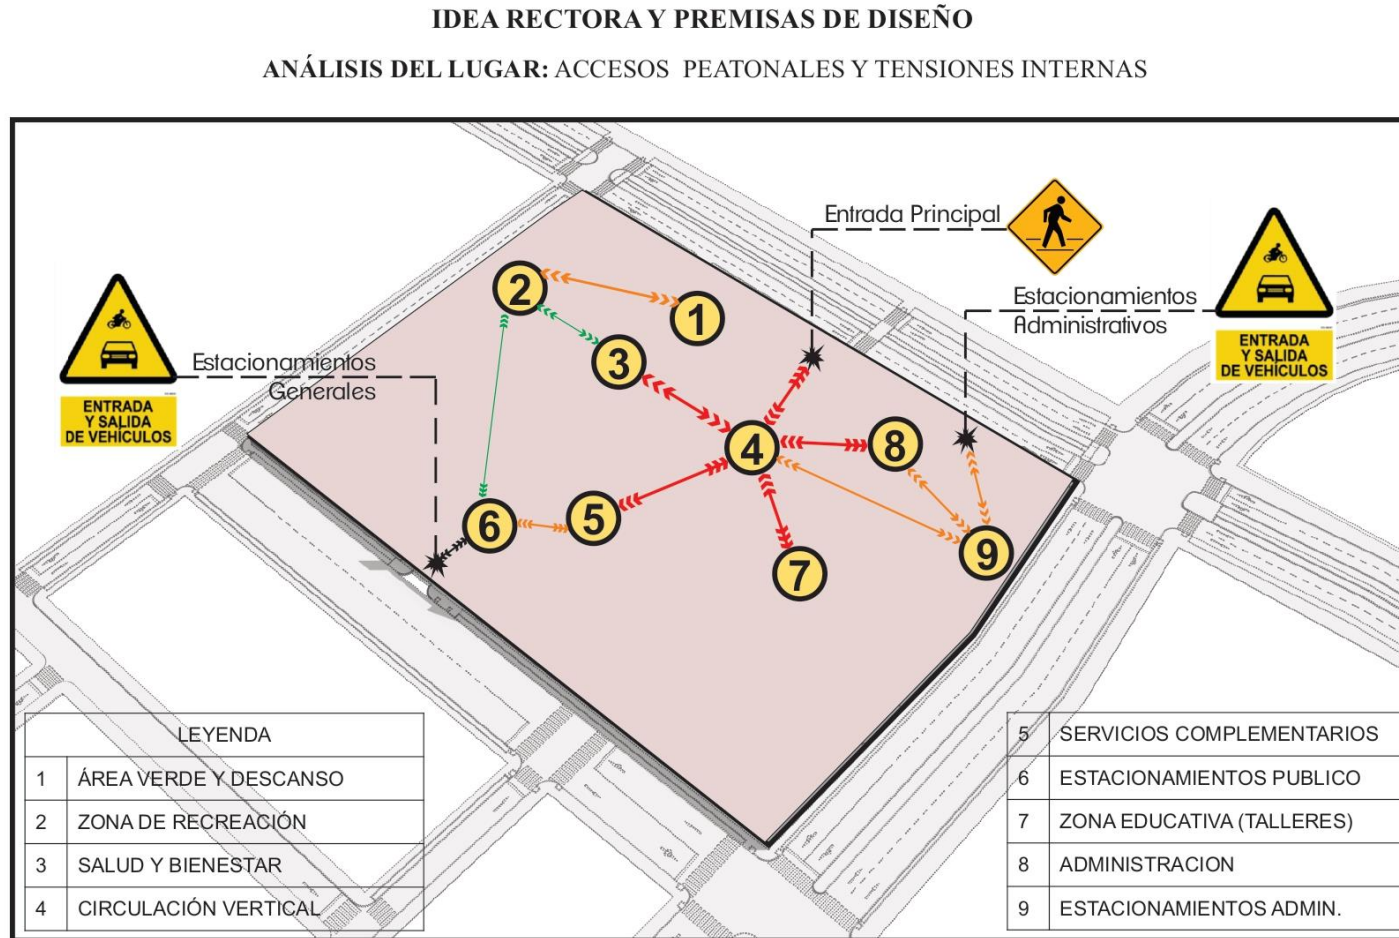 IDEA RECTORA Y PREMISAS DE DISEÑO
ANÁLISIS DEL LUGAR: ACCESOS PEATONALES Y TENSIONES INTERNAS
Entrada Principal
Estacionamientos
Administrativos
ENTRADA
Y SALIDA
DE VEHÍCULOS
Estacionamientos
Generales
ENTRADA
Y SALIDA
DE VEHÍCULOS
2
1
3
4
8
5
6
7
9
LEYENDA
1 ÁREA VERDE Y DESCANSO
2 ZONA DE RECREACIÓN
3 SALUD Y BIENESTAR
4 CIRCULACIÓN VERTICAL
5 SERVICIOS COMPLEMENTARIOS
6 ESTACIONAMIENTOS PUBLICO
7 ZONA EDUCATIVA (TALLERES)
8 ADMINISTRACION
9 ESTACIONAMIENTOS ADMIN.